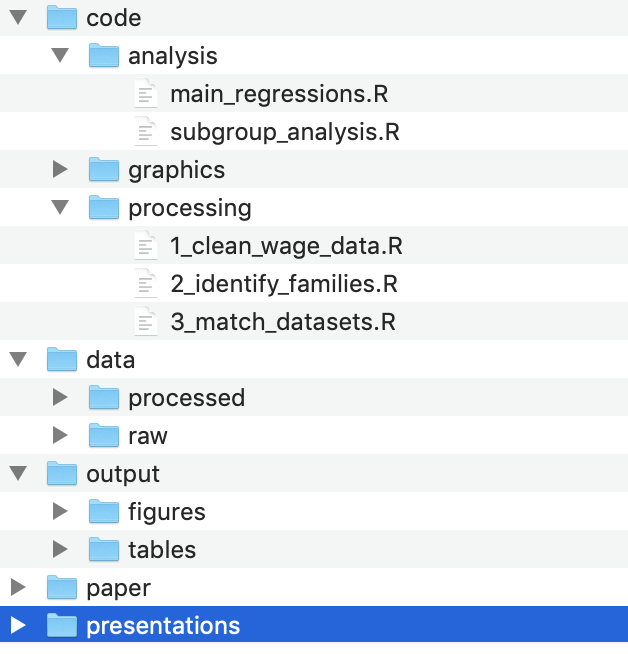 code
analysis
main_regressions.R
subgroup_analysis.R
graphics
processing
1_clean_wage_data.R
2_identify_families.R
3_match_datasets.R
data
processed
raw
output
figures
tables
paper
presentations